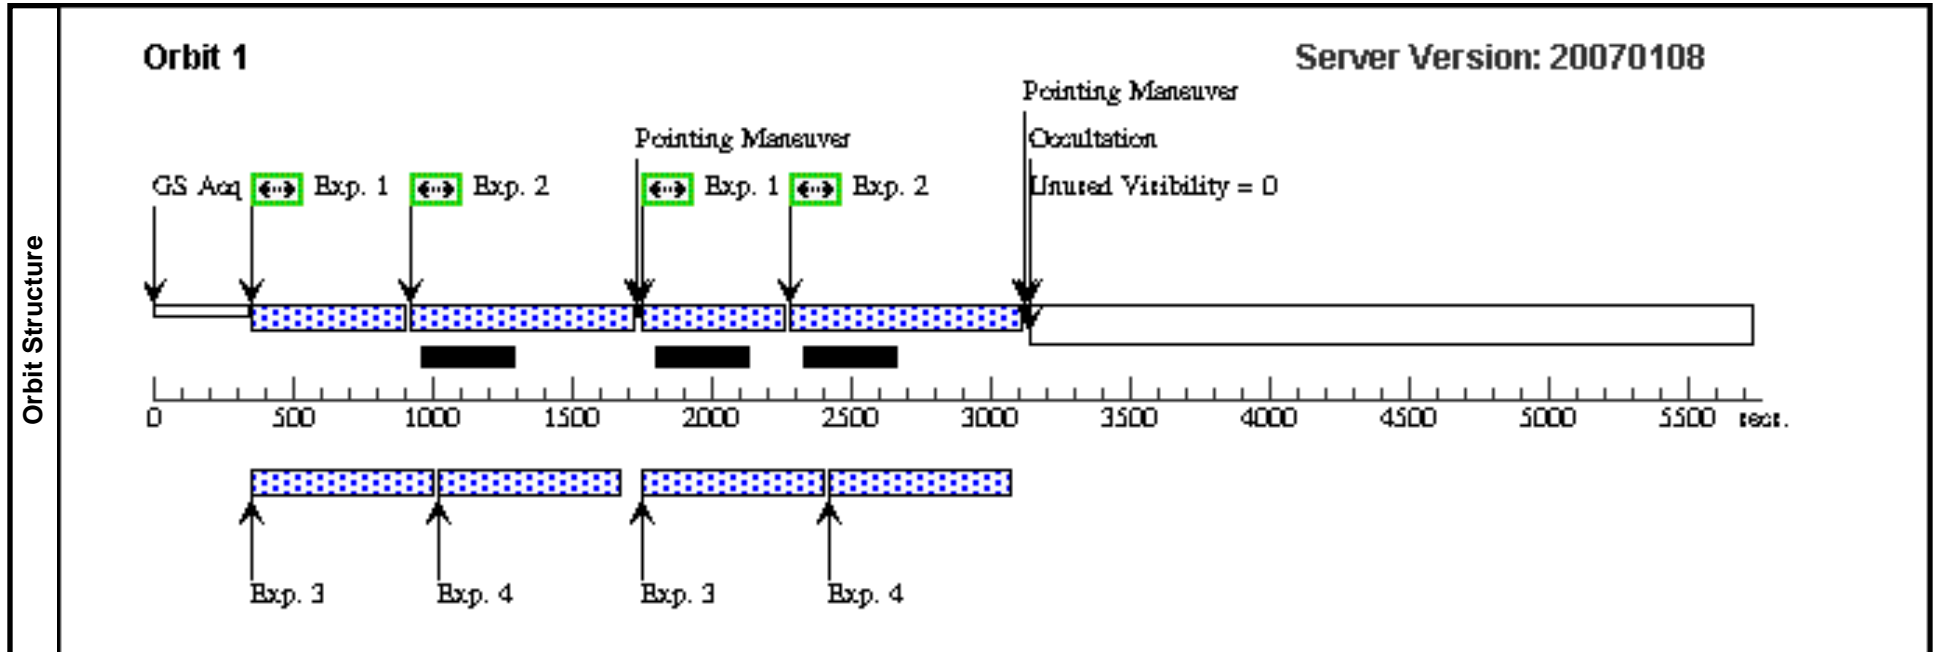 Orbit Structure
Orbit 1
Server Version: 20070108
Pointing Maneuver
Pointing Maneuver
Occultation
GS Acq Exp. 1 Exp. 2 Exp. 1 Exp. 2 Unused Visibility = 0
0 500 1000 1500 2000 2500 3000 3500 4000 4500 5000 5500 secs.
Exp. 3 Exp. 4 Exp. 3 Exp. 4